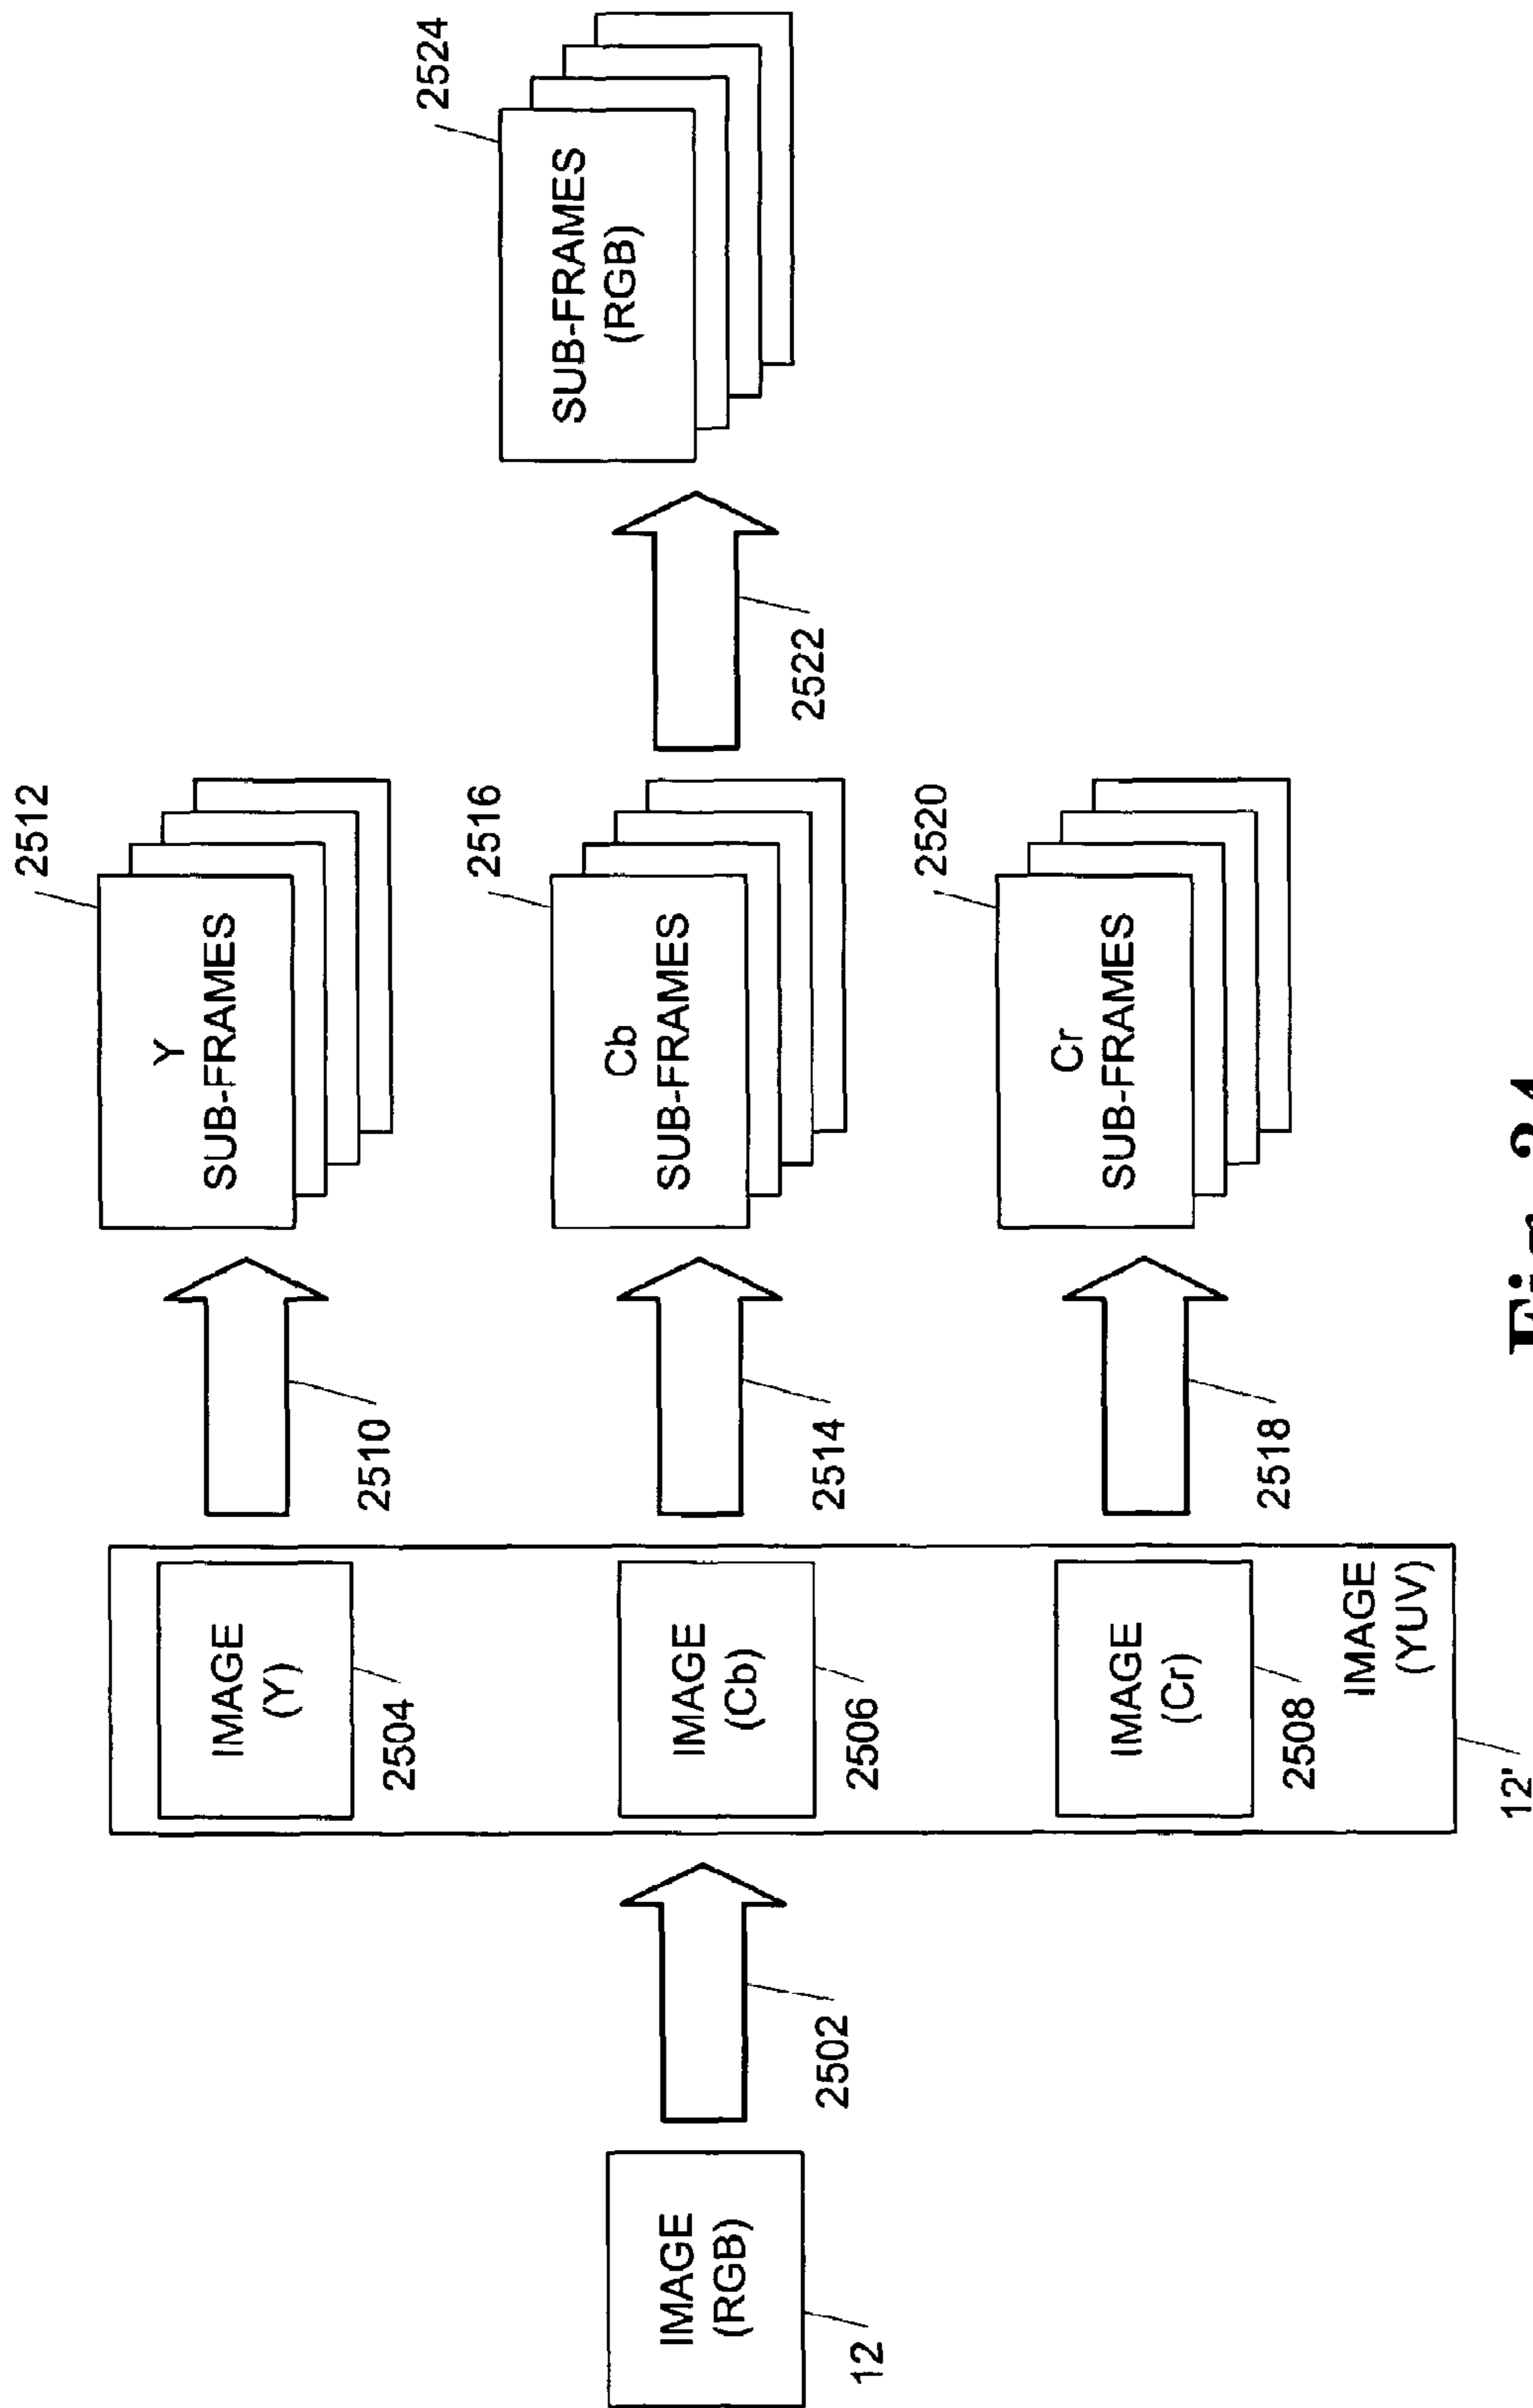 IMAGE
(RGB)
12
2502
IMAGE
(Y)
2504
IMAGE
(Cb)
2506
IMAGE
(Cr)
2508
IMAGE
(YUV)
12'
2510
2514
2518
Y
SUB-FRAMES
2512
Cb
SUB-FRAMES
2516
Cr
SUB-FRAMES
2520
2522
SUB-FRAMES
(RGB)
2524